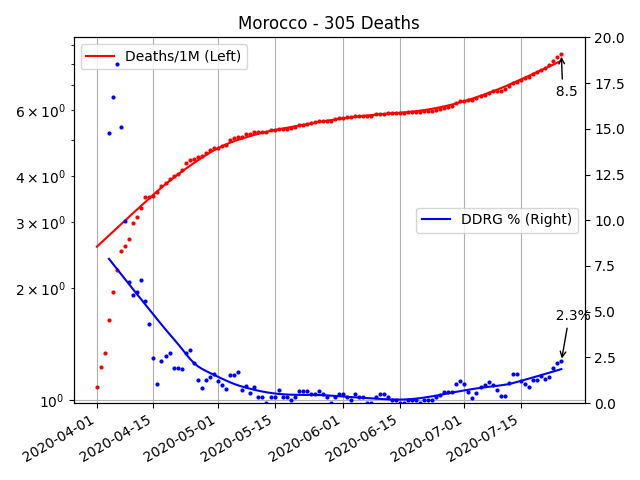 Morocco - 305 Deaths
Deaths/1M (Left)
DDRG % (Right)
8.5
2.3%
6 × 10⁰
4 × 10⁰
3 × 10⁰
2 × 10⁰
10⁰
20.0
17.5
15.0
12.5
10.0
7.5
5.0
2.5
0.0
2020-04-01
2020-04-15
2020-05-01
2020-05-15
2020-06-01
2020-06-15
2020-07-01
2020-07-15